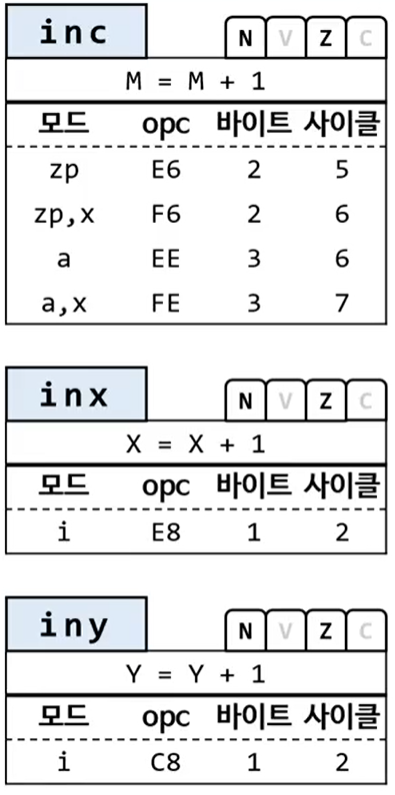 inc N V Z C
M = M + 1
모드 opc 바이트 사이클
zp E6 2 5
zp,x F6 2 6
a EE 3 6
a,x FE 3 7
inx N V Z C
X = X + 1
모드 opc 바이트 사이클
i E8 1 2
iny N V Z C
Y = Y + 1
모드 opc 바이트 사이클
i C8 1 2